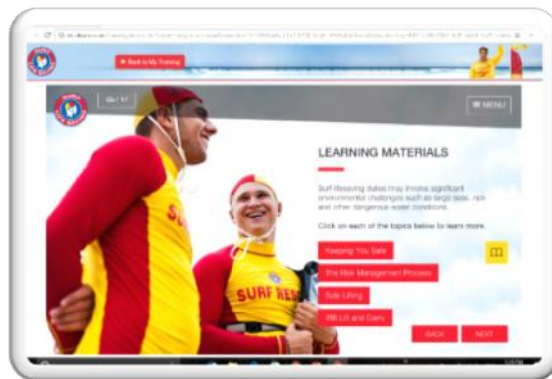 Back to My Training
MENU
LEARNING MATERIALS
Surf lifesaving duties may involve significant
environmental challenges such as large seas, rips
and other dangerous water conditions.
Click on each of the topics below to learn more.
Keeping You Safe
The Risk Management Process
Safe Lifting
IRB Lift and Carry
SURF RES
BACK
NEXT